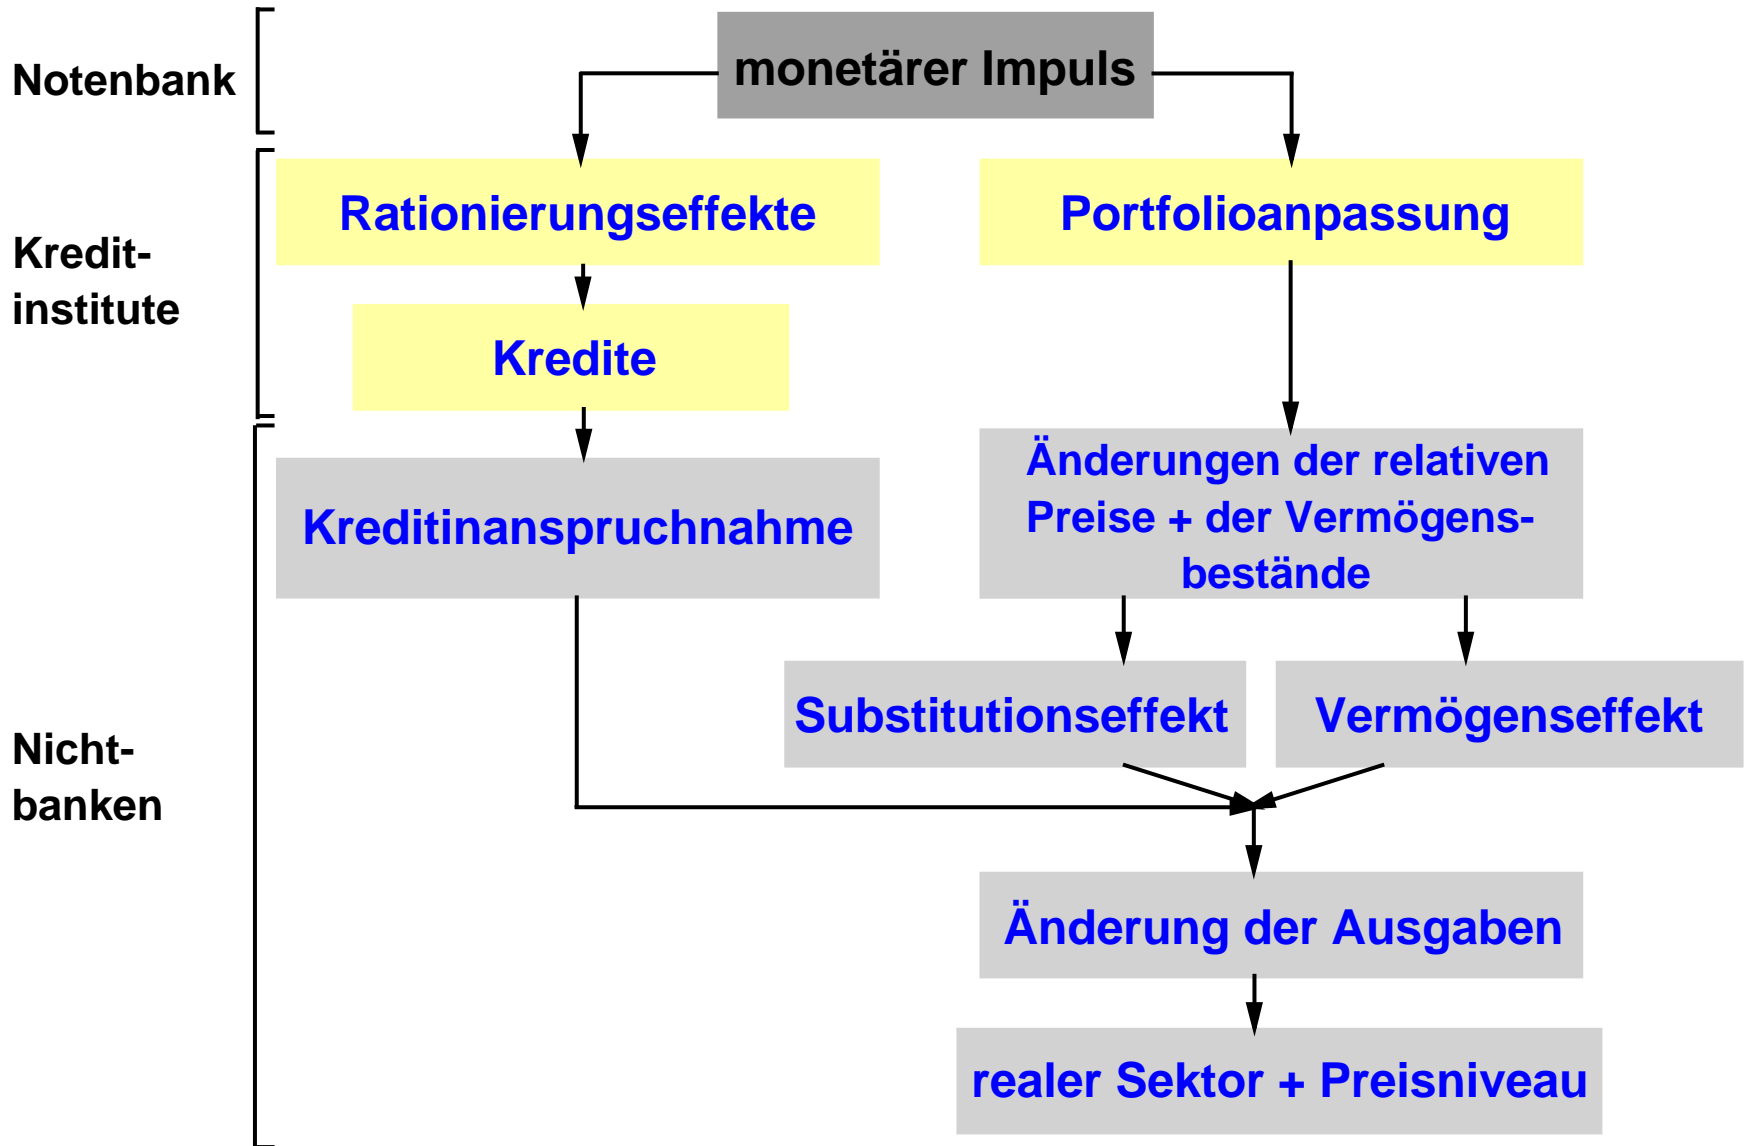 Notenbank
monetärer Impuls
Kredit-
institute
Rationierungseffekte
Portfolioanpassung
Kredite
Nicht-
banken
Kreditinanspruchnahme
Änderungen der relativen
Preise + der Vermögens-
bestände
Substitutionseffekt
Vermögenseffekt
Änderung der Ausgaben
realer Sektor + Preisniveau